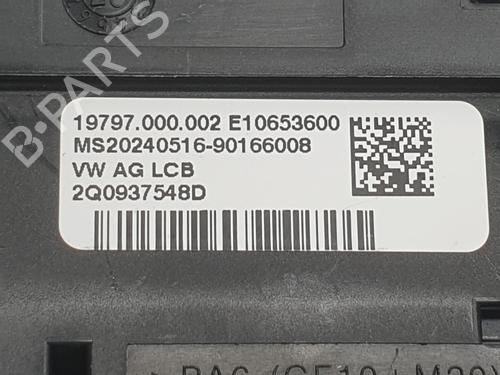 B-PARTS
19797.000.002 E10653600
MS20240516-90166008
VW AG LCB
2Q0937548D